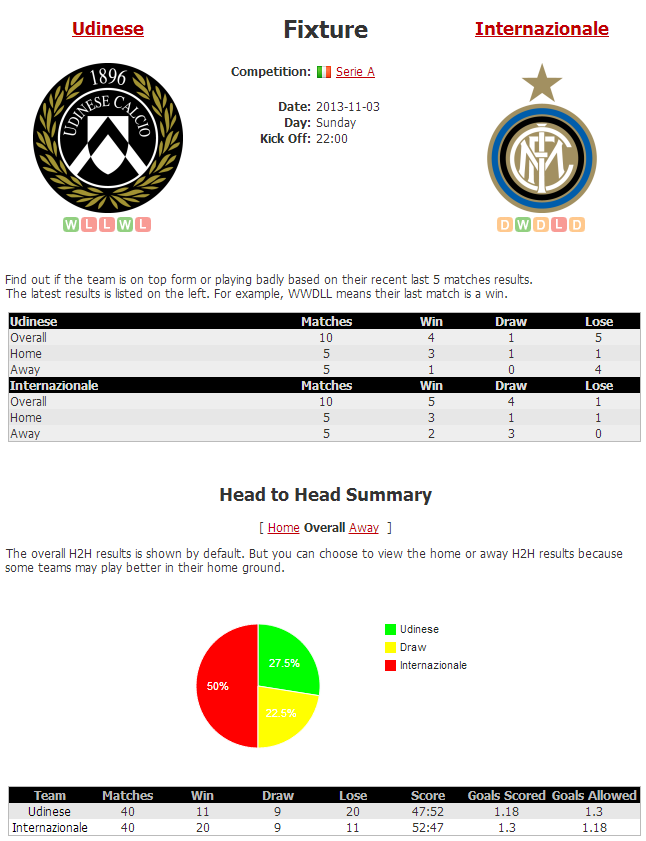 Udinese
Fixture
Internazionale
Competition: Serie A
Date: 2013-11-03
Day: Sunday
Kick Off: 22:00
1896
UDINESE CALCIO
W L L W L
D W D L D
Find out if the team is on top form or playing badly based on their recent last 5 matches results.
The latest results is listed on the left. For example, WWDLL means their last match is a win.
Udinese Matches Win Draw Lose
Overall 10 4 1 5
Home 5 3 1 1
Away 5 1 0 4
Internazionale Matches Win Draw Lose
Overall 10 5 4 1
Home 5 3 1 1
Away 5 2 3 0
Head to Head Summary
[ Home Overall Away ]
The overall H2H results is shown by default. But you can choose to view the home or away H2H results because
some teams may play better in their home ground.
Udinese
Draw
Internazionale
27.5%
50%
22.5%
Team Matches Win Draw Lose Score Goals Scored Goals Allowed
Udinese 40 11 9 20 47:52 1.18 1.3
Internazionale 40 20 9 11 52:47 1.3 1.18